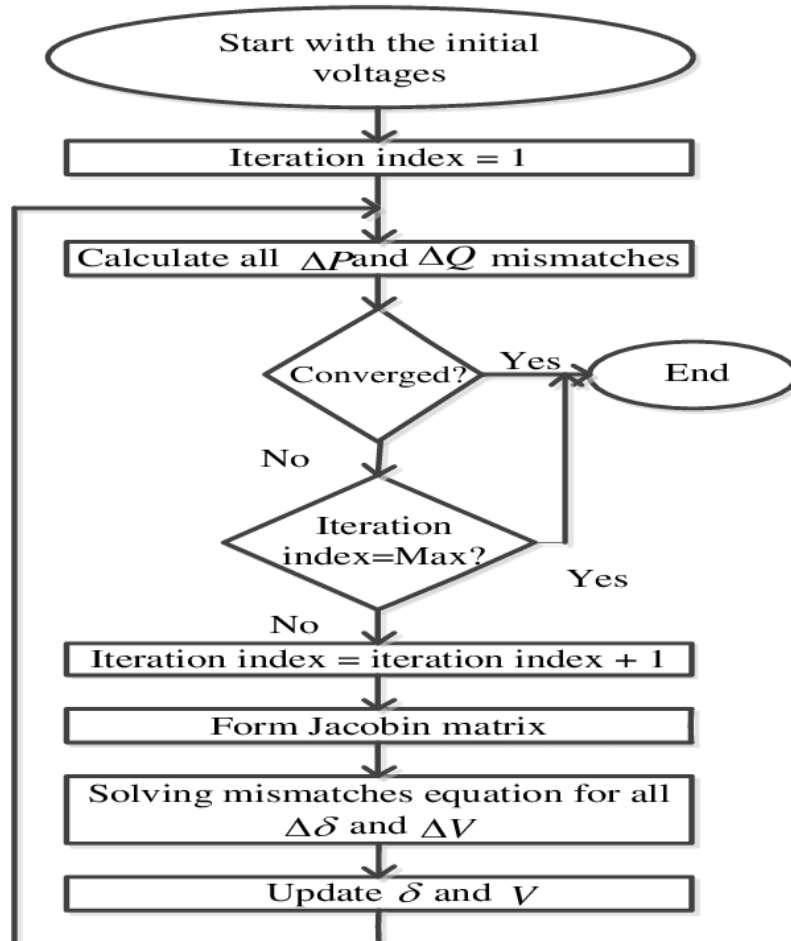 Start with the initial
voltages
Iteration index = 1
Calculate all ΔP and ΔQ mismatches
Converged?
Yes
End
No
Iteration
index=Max?
Yes
No
Iteration index = iteration index + 1
Form Jacobin matrix
Solving mismatches equation for all
Δδ and ΔV
Update δ and V